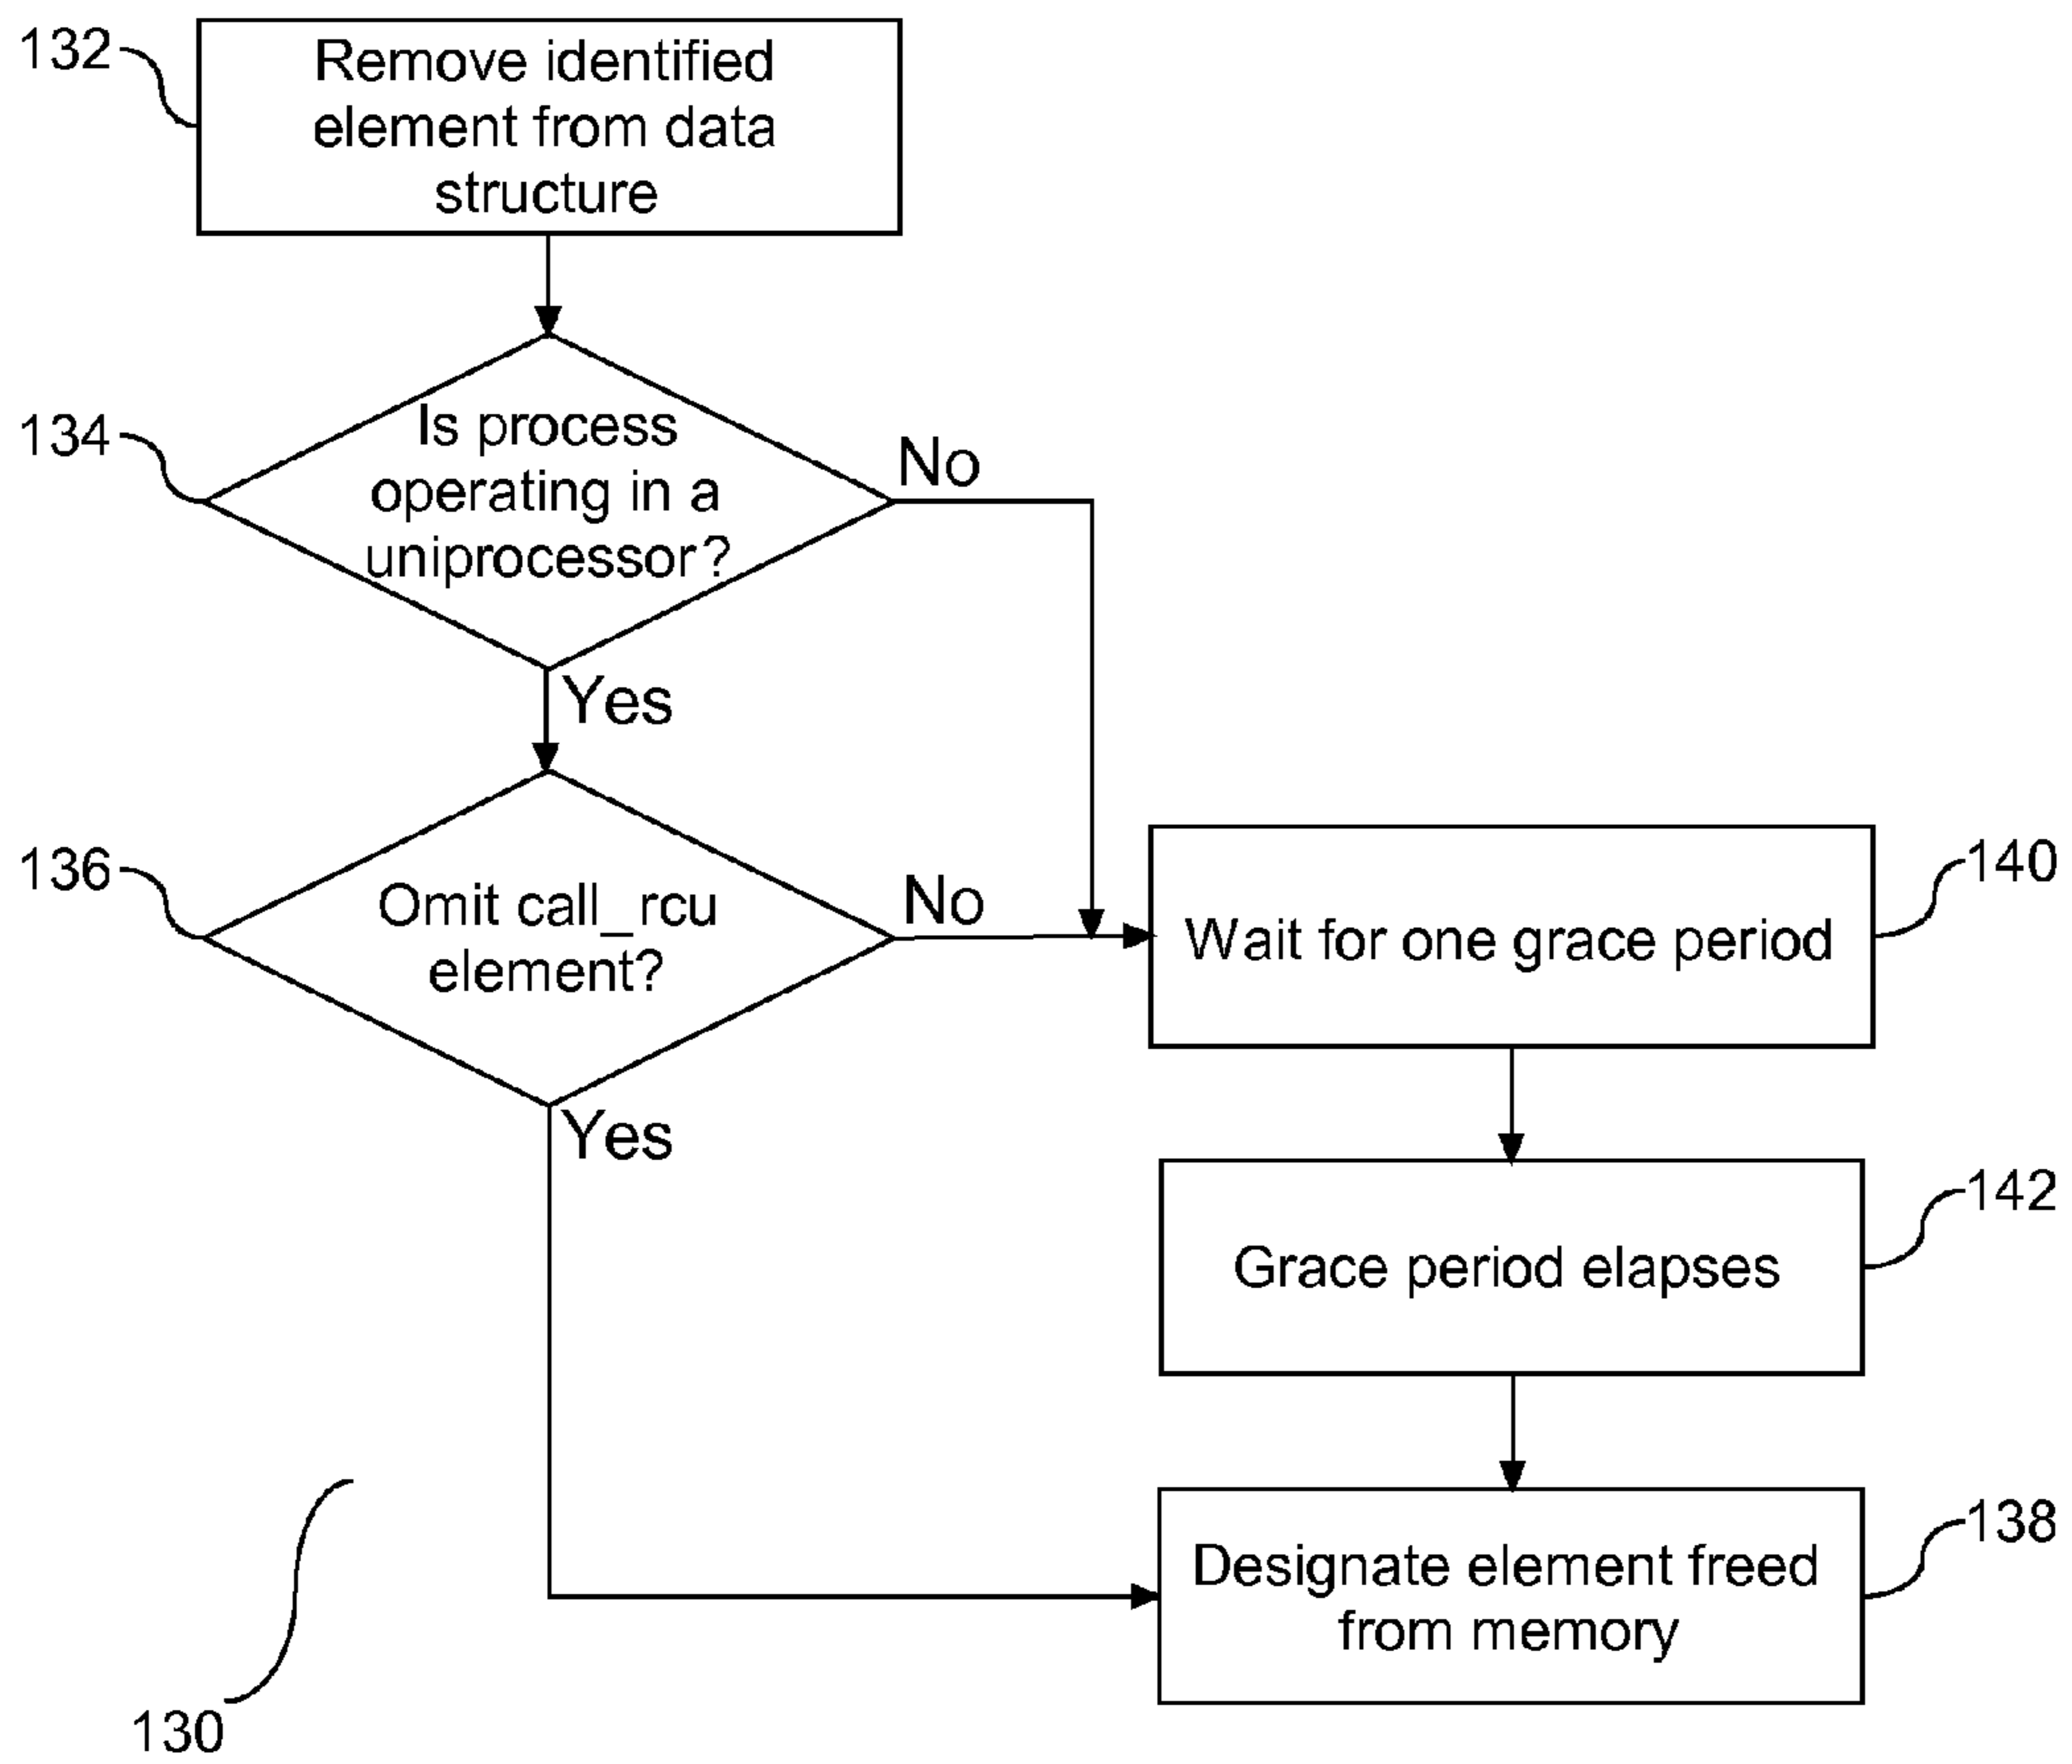 132
Remove identified
element from data
structure
134
Is process
operating in a
uniprocessor?
No
Yes
136
Omit call_rcu
element?
No
Yes
140
Wait for one grace period
142
Grace period elapses
138
Designate element freed
from memory
130